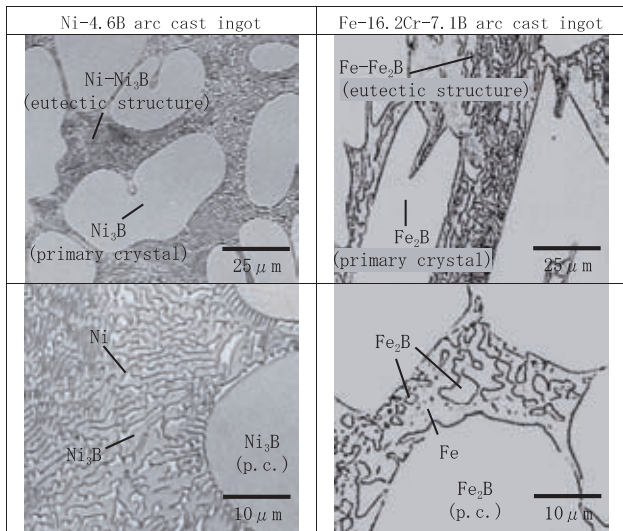 Ni-4.6B arc cast ingot
Fe-16.2Cr-7.1B arc cast ingot
Ni-Ni₃B
(eutectic structure)
Ni₃B
(primary crystal)
25 μm
Fe-Fe₂B
(eutectic structure)
Fe₂B
(primary crystal)
25 μm
Ni
Ni₃B
Ni₃B
(p.c.)
10 μm
Fe₂B
Fe
Fe₂B
(p.c.)
10 μm